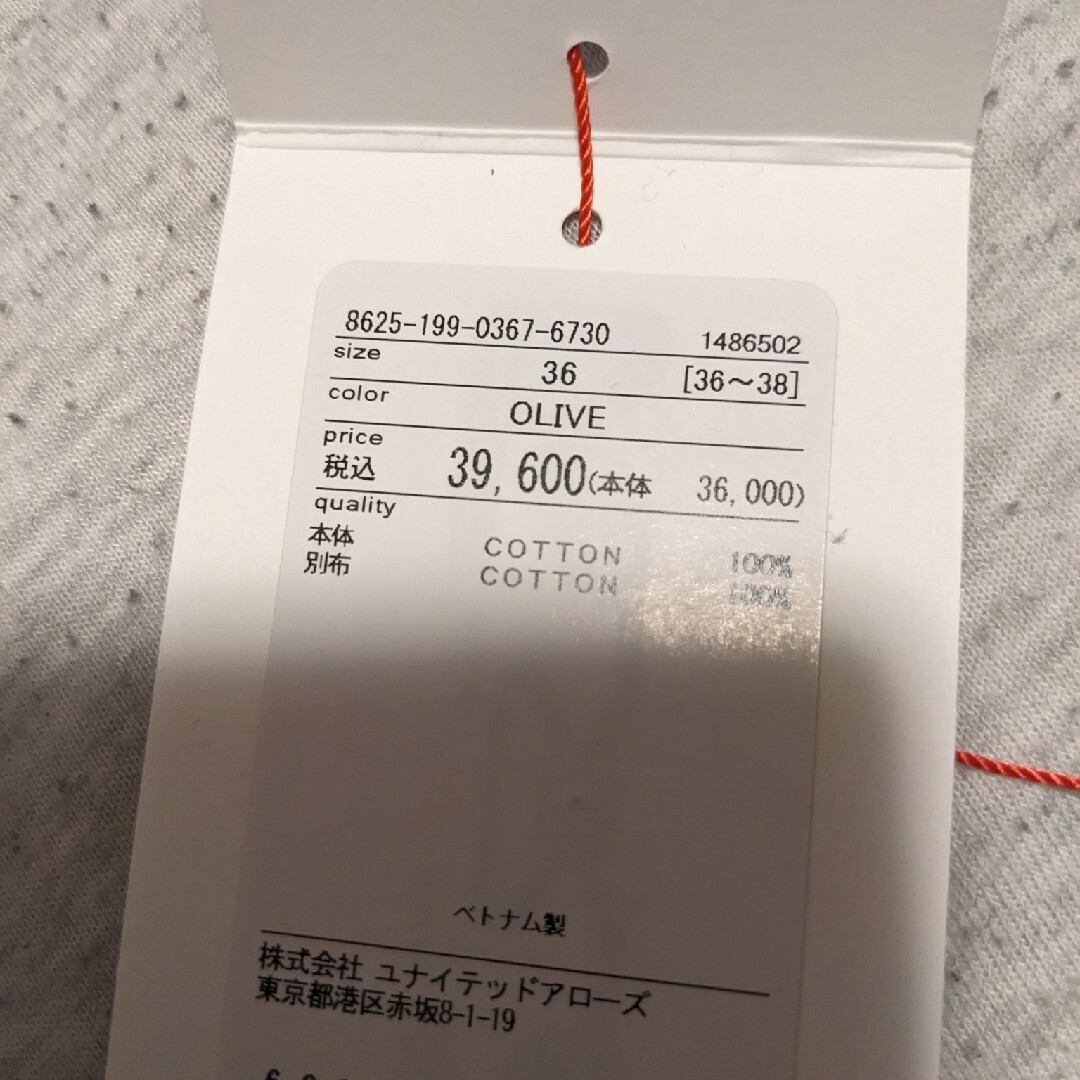 8625-199-0367-6730 1486502
size 36 [36～38]
color OLIVE
price
税込 39,600(本体 36,000)
quality
本体 COTTON 100%
別布 COTTON 100%
ベトナム製
株式会社 ユナイテッドアローズ
東京都港区赤坂8-1-19